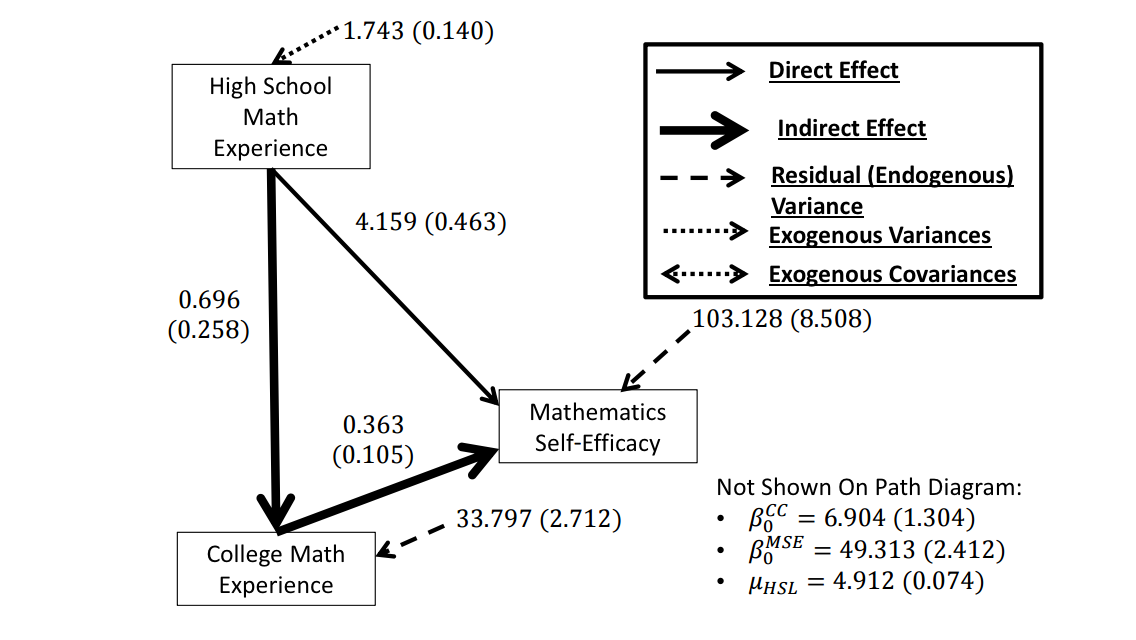 1.743 (0.140)
High School
Math
Experience
Direct Effect
Indirect Effect
Residual (Endogenous)
Variance
Exogenous Variances
Exogenous Covariances
4.159 (0.463)
0.696
(0.258)
103.128 (8.508)
Mathematics
Self-Efficacy
0.363
(0.105)
33.797 (2.712)
College Math
Experience
Not Shown On Path Diagram:
• β₀^CC = 6.904 (1.304)
• β₀^MSE = 49.313 (2.412)
• μ_HSL = 4.912 (0.074)